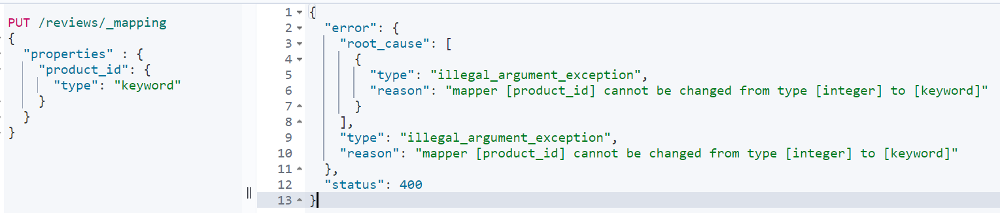 PUT /reviews/_mapping
{
  "properties" : {
    "product_id": {
      "type": "keyword"
    }
  }
}
1 {
2   "error": {
3     "root_cause": [
4       {
5         "type": "illegal_argument_exception",
6         "reason": "mapper [product_id] cannot be changed from type [integer] to [keyword]"
7       }
8     ],
9     "type": "illegal_argument_exception",
10     "reason": "mapper [product_id] cannot be changed from type [integer] to [keyword]"
11   },
12   "status": 400
13 }